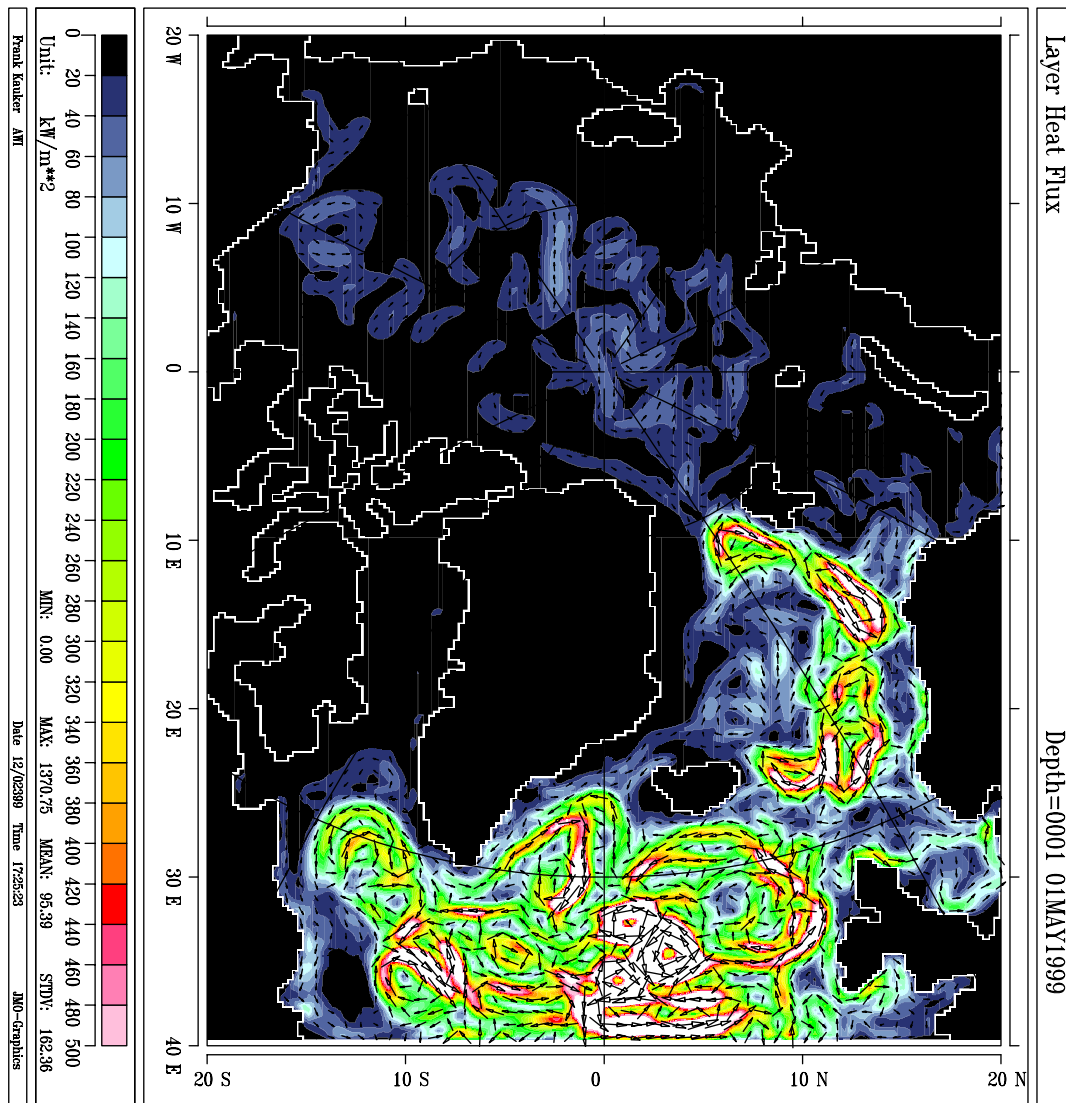 Layer Heat Flux
Depth=0001 01MAY1999
20 W
10 W
0
10 E
20 E
30 E
40 E
20 S
10 S
0
10 N
20 N
0 20 40 60 80 100 120 140 160 180 200 220 240 260 280 300 320 340 360 380 400 420 440 460 480 500
Unit: kW/m**2 MIN: 0.00 MAX: 1370.75 MEAN: 95.39 STDV: 162.36
Frank Kauker AWI Date 12/02399 Time 17:25:23 JMO-Graphics